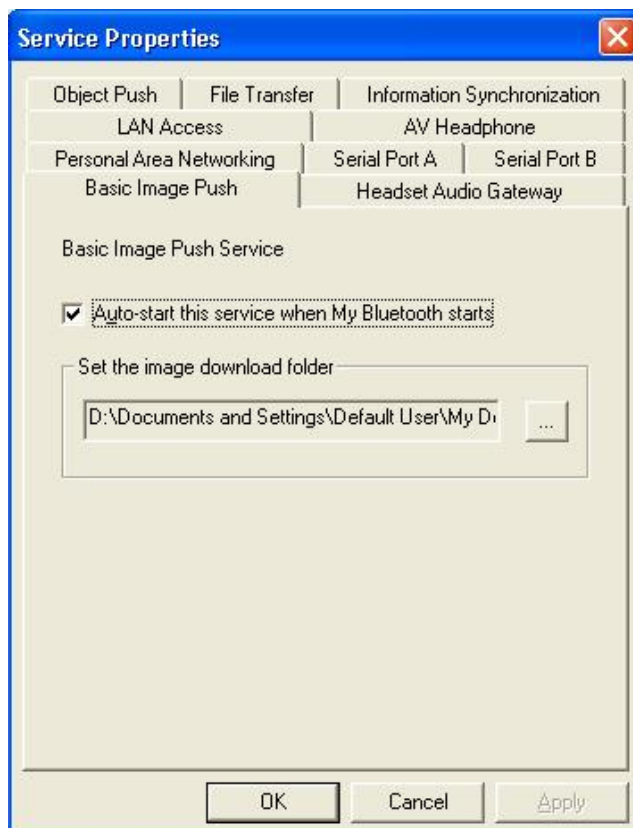 Service Properties
Object Push File Transfer Information Synchronization
LAN Access AV Headphone
Personal Area Networking Serial Port A Serial Port B
Basic Image Push Headset Audio Gateway
Basic Image Push Service
Auto-start this service when My Bluetooth starts
Set the image download folder
D:\Documents and Settings\Default User\My D
...
OK Cancel Apply